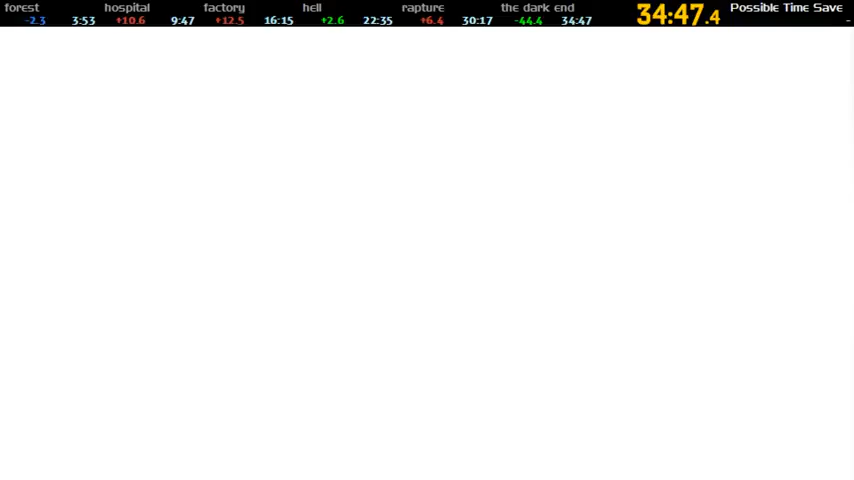 forest hospital factory hell rapture the dark end 34:47.4 Possible Time Save
-2.3 3:53 +10.6 9:47 +12.5 16:15 +2.6 22:35 +6.4 30:17 -44.4 34:47 -